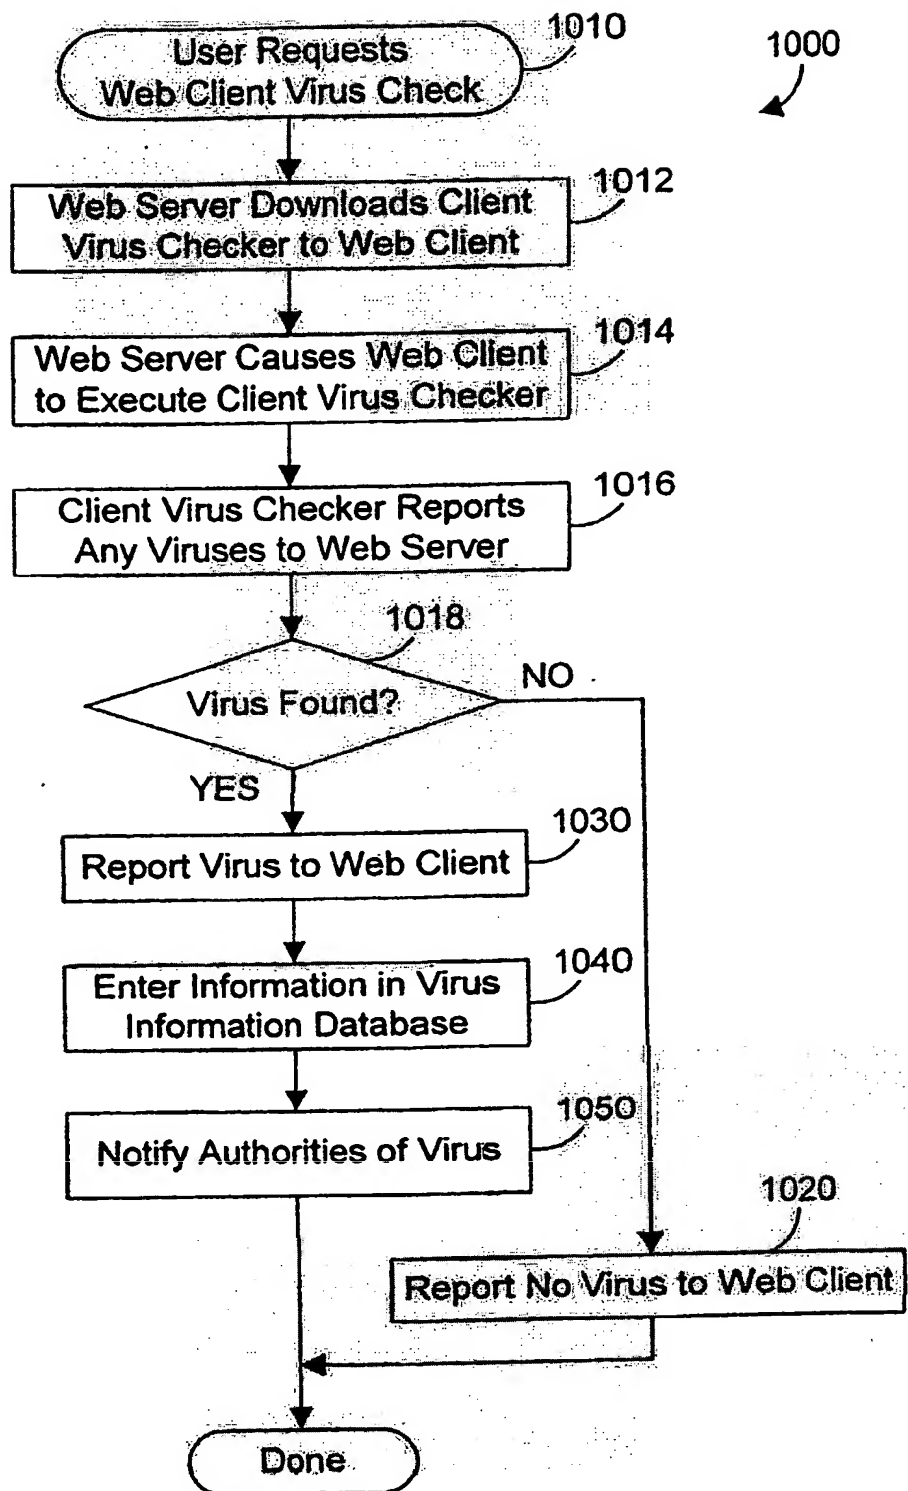 1010
1000
User Requests
Web Client Virus Check
1012
Web Server Downloads Client
Virus Checker to Web Client
1014
Web Server Causes Web Client
to Execute Client Virus Checker
1016
Client Virus Checker Reports
Any Viruses to Web Server
1018
Virus Found?
NO
YES
1030
Report Virus to Web Client
1040
Enter Information in Virus
Information Database
1050
Notify Authorities of Virus
1020
Report No Virus to Web Client
Done